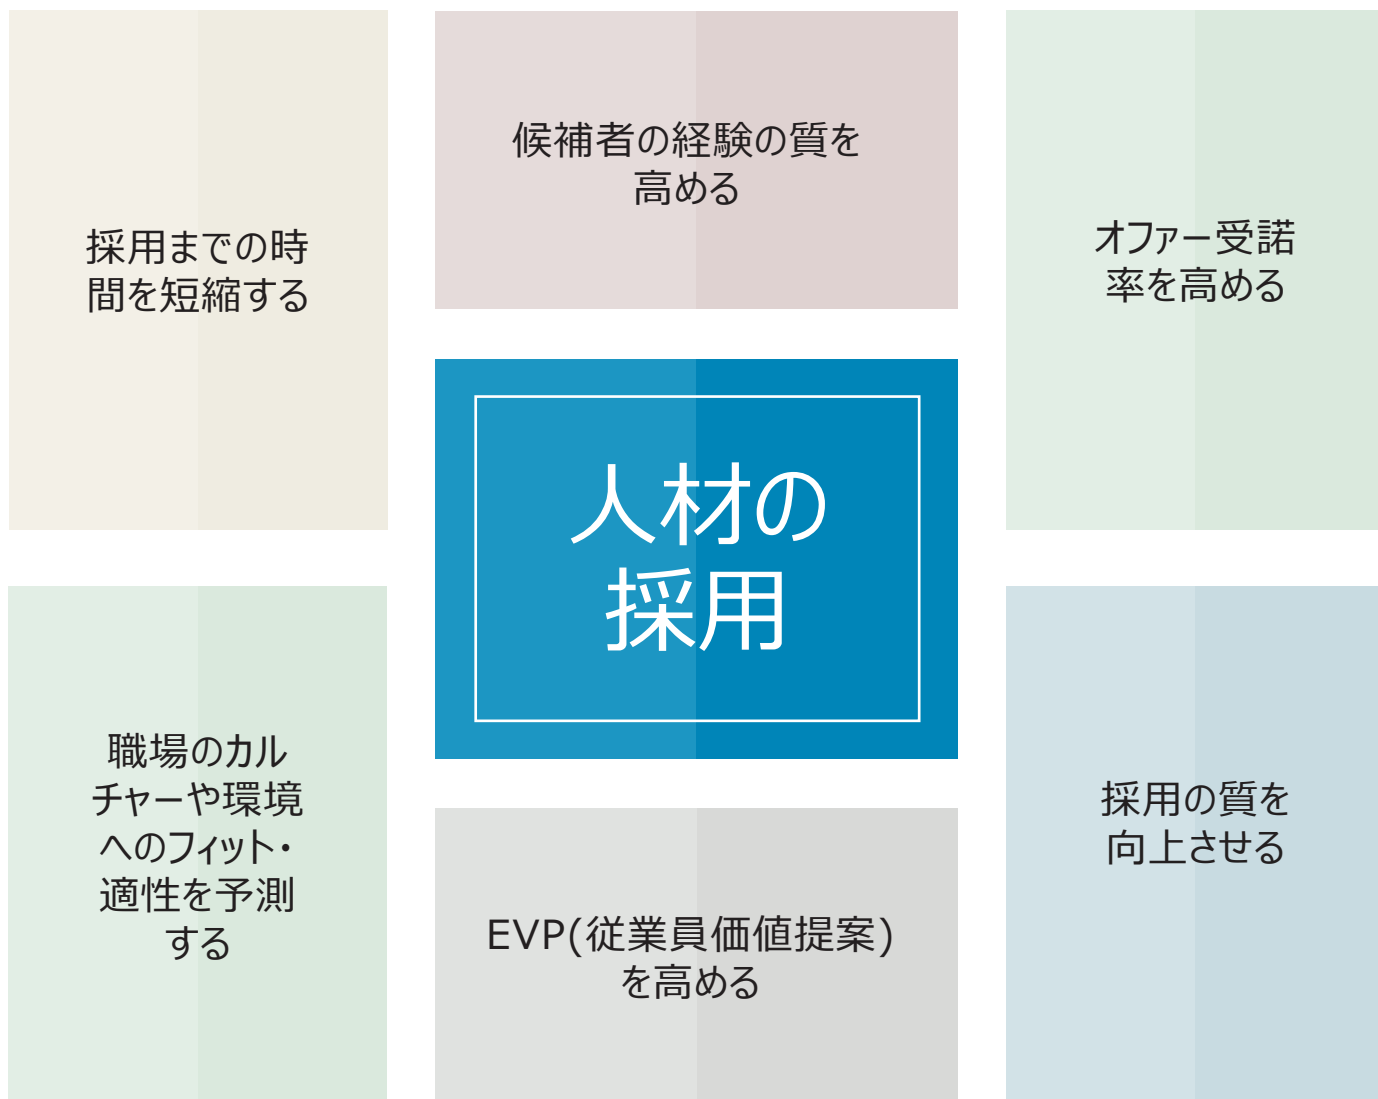 採用までの時
間を短縮する
候補者の経験の質を
高める
オファー受諾
率を高める
人材の
採用
職場のカル
チャーや環境
へのフィット・
適性を予測
する
EVP(従業員価値提案)
を高める
採用の質を
向上させる